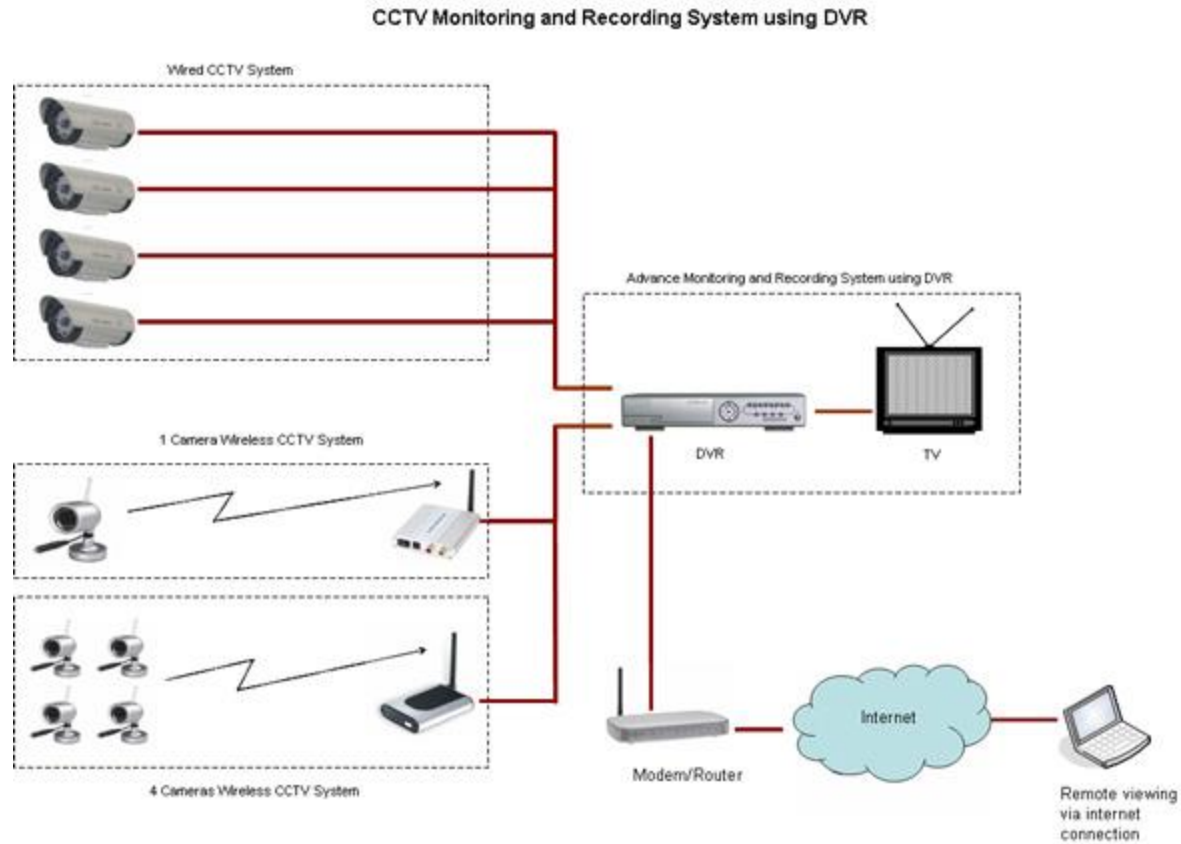 CCTV Monitoring and Recording System using DVR
Wired CCTV System
Advance Monitoring and Recording System using DVR
DVR
TV
1 Camera Wireless CCTV System
4 Cameras Wireless CCTV System
Modem/Router
Internet
Remote viewing
via internet
connection